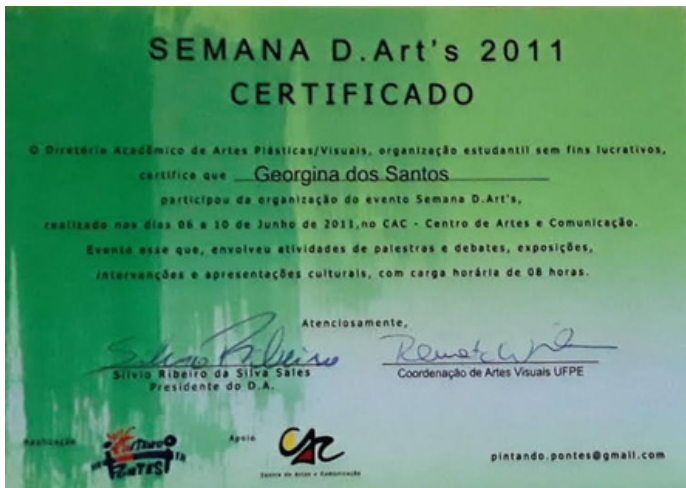 SEMANA D.Art's 2011
CERTIFICADO
O Diretório Acadêmico de Artes Plásticas/Visuais, organização estudantil sem fins lucrativos,
certifica que Georgina dos Santos
participou da organização do evento Semana D.Art's,
realizado nos dias 06 a 10 de Junho de 2011,no CAC - Centro de Artes e Comunicação.
Evento esse que, envolveu atividades de palestras e debates, exposições,
intervenções e apresentações culturais, com carga horária de 08 horas.
Atenciosamente,
Silvio Ribeiro
Silvio Ribeiro da Silva Sales
Presidente do D.A.
Coordenação de Artes Visuais UFPE
Realização
PONTES
Apoio
CAC
Centro de Artes e Comunicação
pintando.pontes@gmail.com